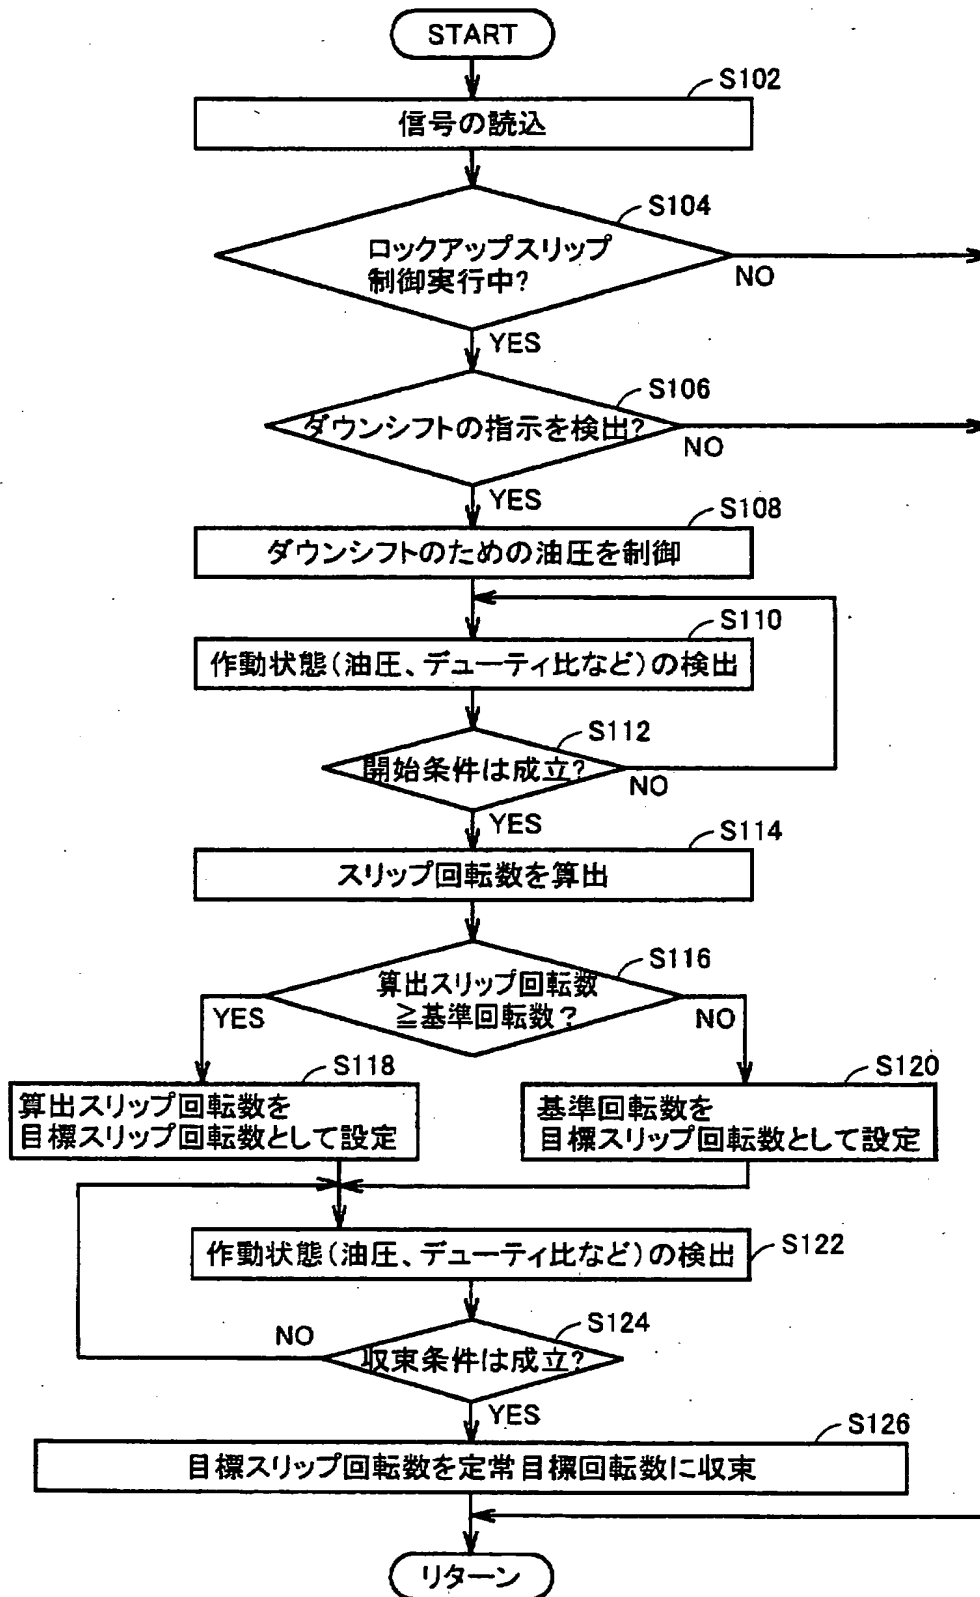 START
S102
信号の読込
S104
ロックアップスリップ
制御実行中?
NO
YES
S106
ダウンシフトの指示を検出?
NO
YES
S108
ダウンシフトのための油圧を制御
S110
作動状態(油圧、デューティ比など)の検出
S112
開始条件は成立?
NO
YES
S114
スリップ回転数を算出
S116
算出スリップ回転数
≧基準回転数?
YES
NO
S118
算出スリップ回転数を
目標スリップ回転数として設定
S120
基準回転数を
目標スリップ回転数として設定
S122
作動状態(油圧、デューティ比など)の検出
S124
収束条件は成立?
NO
YES
S126
目標スリップ回転数を定常目標回転数に収束
リターン